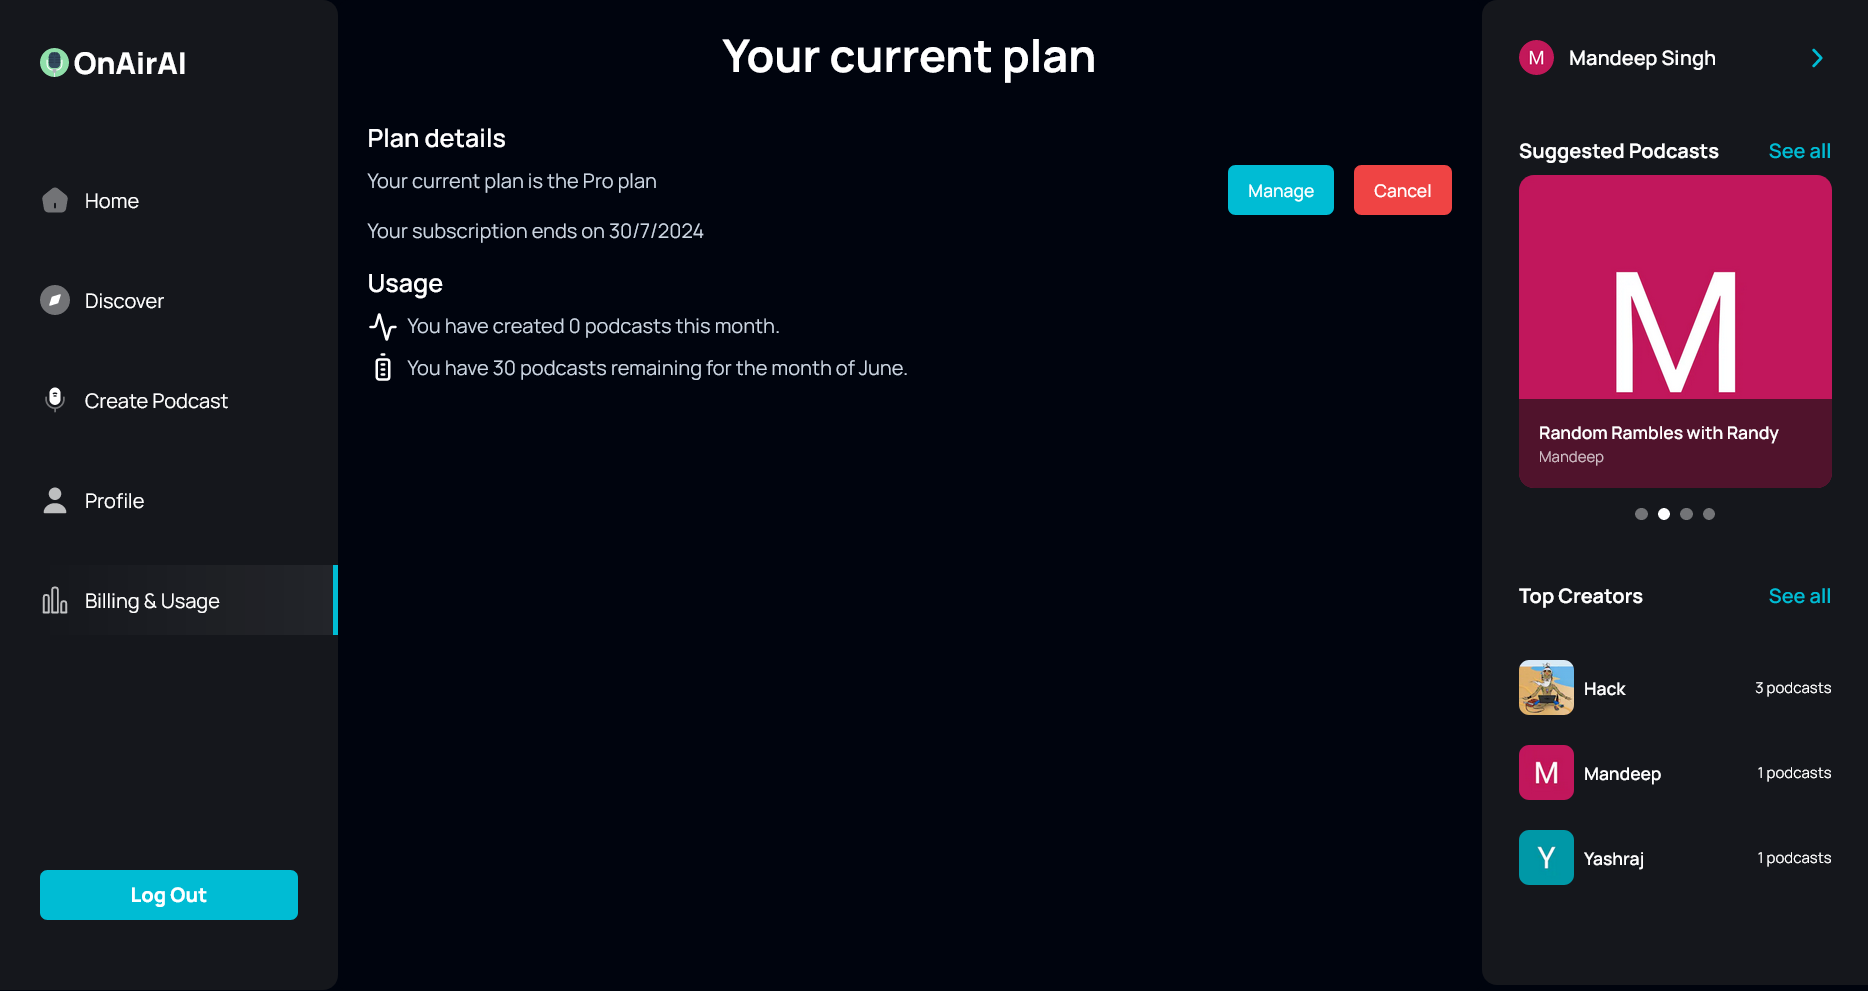 OnAirAI
Home
Discover
Create Podcast
Profile
Billing & Usage
Log Out
Your current plan
Plan details
Your current plan is the Pro plan
Manage
Cancel
Your subscription ends on 30/7/2024
Usage
You have created 0 podcasts this month.
You have 30 podcasts remaining for the month of June.
M
Mandeep Singh
Suggested Podcasts
See all
M
Random Rambles with Randy
Mandeep
Top Creators
See all
Hack
3 podcasts
M
Mandeep
1 podcasts
Y
Yashraj
1 podcasts